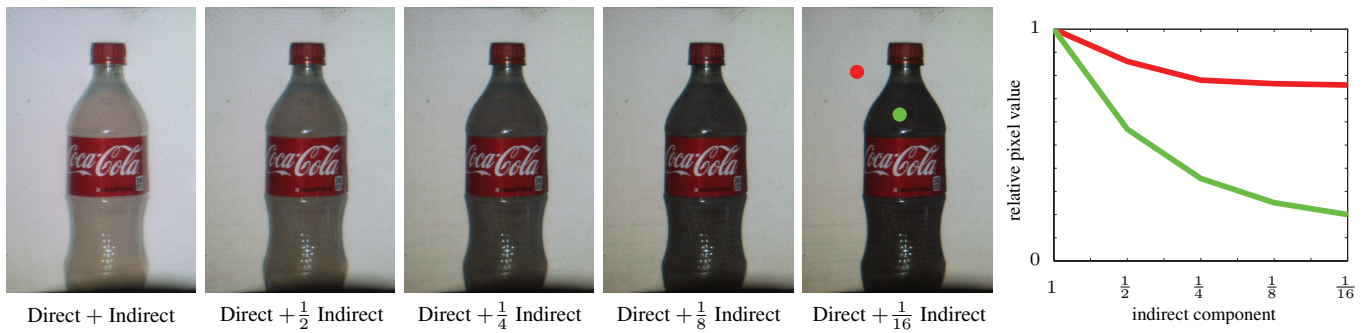 Coca-Cola
Coca-Cola
Coca-Cola
Coca-Cola
Coca-Cola
Direct + Indirect
Direct + 1/2 Indirect
Direct + 1/4 Indirect
Direct + 1/8 Indirect
Direct + 1/16 Indirect
1
relative pixel value
0
1 1/2 1/4 1/8 1/16
indirect component